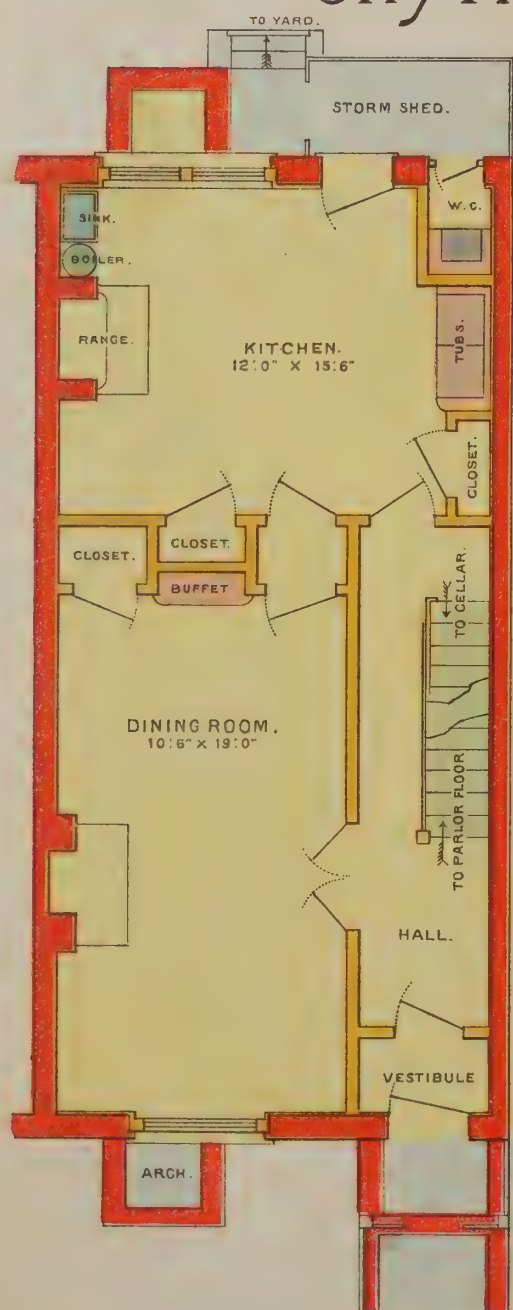 TO YARD.
STORM SHED.
W.C.
SINK.
BOILER.
RANGE.
KITCHEN.
12'.0" X 15'.6"
TUBS.
CLOSET.
CLOSET.
CLOSET.
BUFFET
TO CELLAR.
DINING ROOM.
10'.6" X 19'.0"
TO PARLOR FLOOR
HALL.
VESTIBULE
ARCH.